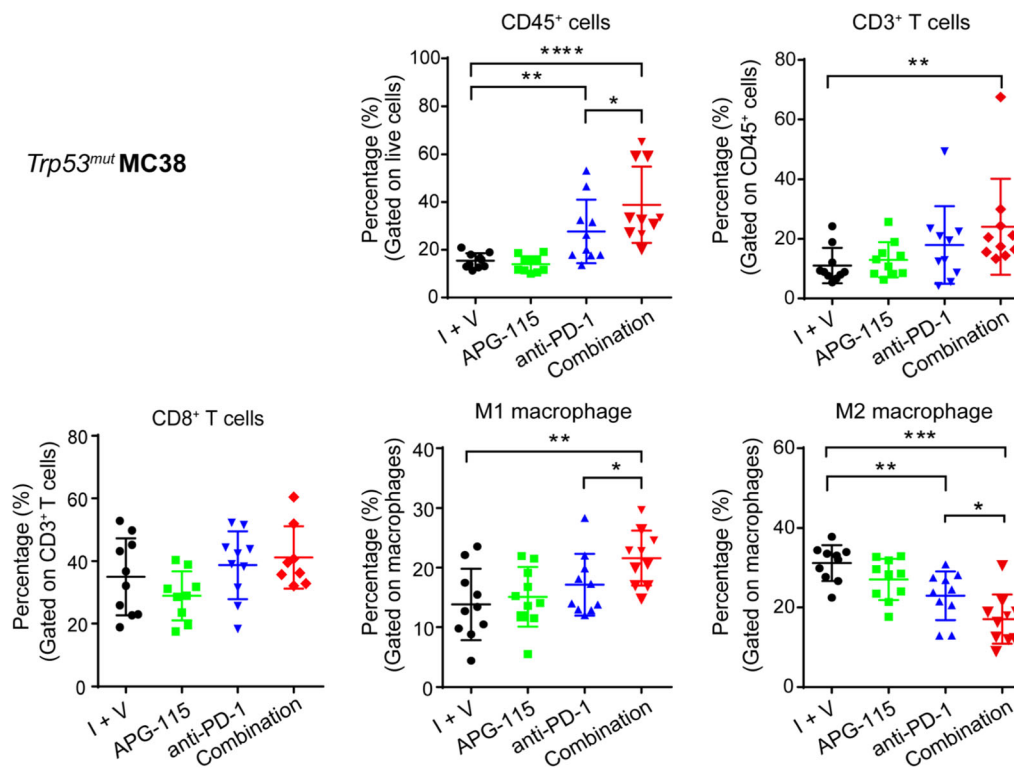 Trp53mut MC38
CD45+ cells
Percentage (%)
(Gated on live cells)
100
80
60
40
20
0
****
**
*
I + V
APG-115
anti-PD-1
Combination
CD3+ T cells
Percentage (%)
(Gated on CD45+ cells)
80
60
40
20
0
**
I + V
APG-115
anti-PD-1
Combination
CD8+ T cells
Percentage (%)
(Gated on CD3+ T cells)
80
60
40
20
0
I + V
APG-115
anti-PD-1
Combination
M1 macrophage
Percentage (%)
(Gated on macrophages)
40
30
20
10
0
**
*
I + V
APG-115
anti-PD-1
Combination
M2 macrophage
Percentage (%)
(Gated on macrophages)
60
40
20
0
***
**
*
I + V
APG-115
anti-PD-1
Combination